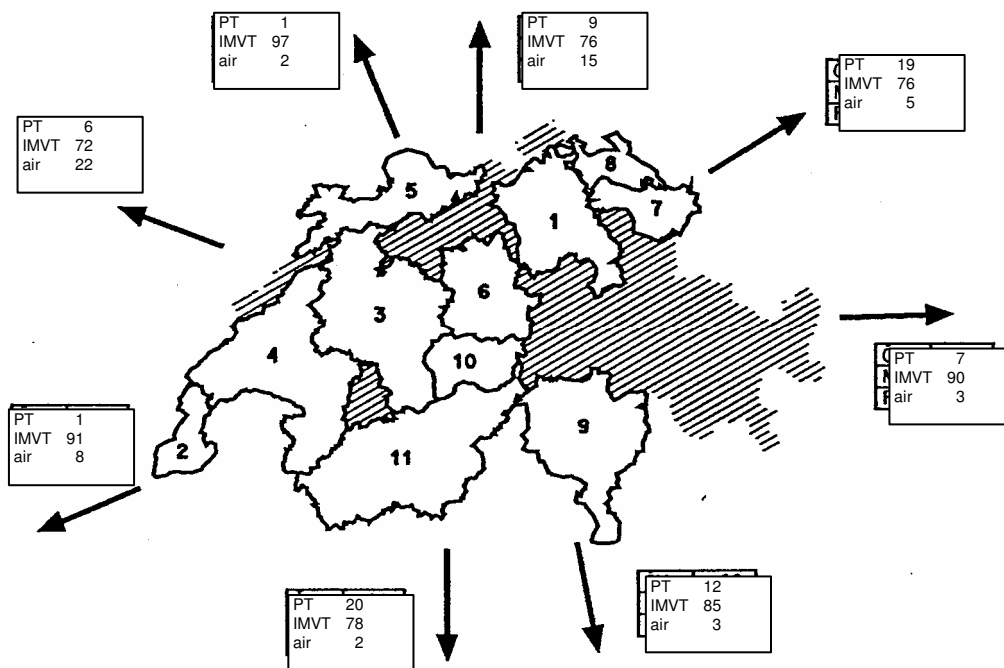 PT 1
IMVT 97
air 2
PT 9
IMVT 76
air 15
PT 19
IMVT 76
air 5
PT 6
IMVT 72
air 22
8
5
4
7
1
6
3
4
10
PT 7
IMVT 90
air 3
PT 1
IMVT 91
air 8
9
2
11
PT 12
IMVT 85
air 3
PT 20
IMVT 78
air 2